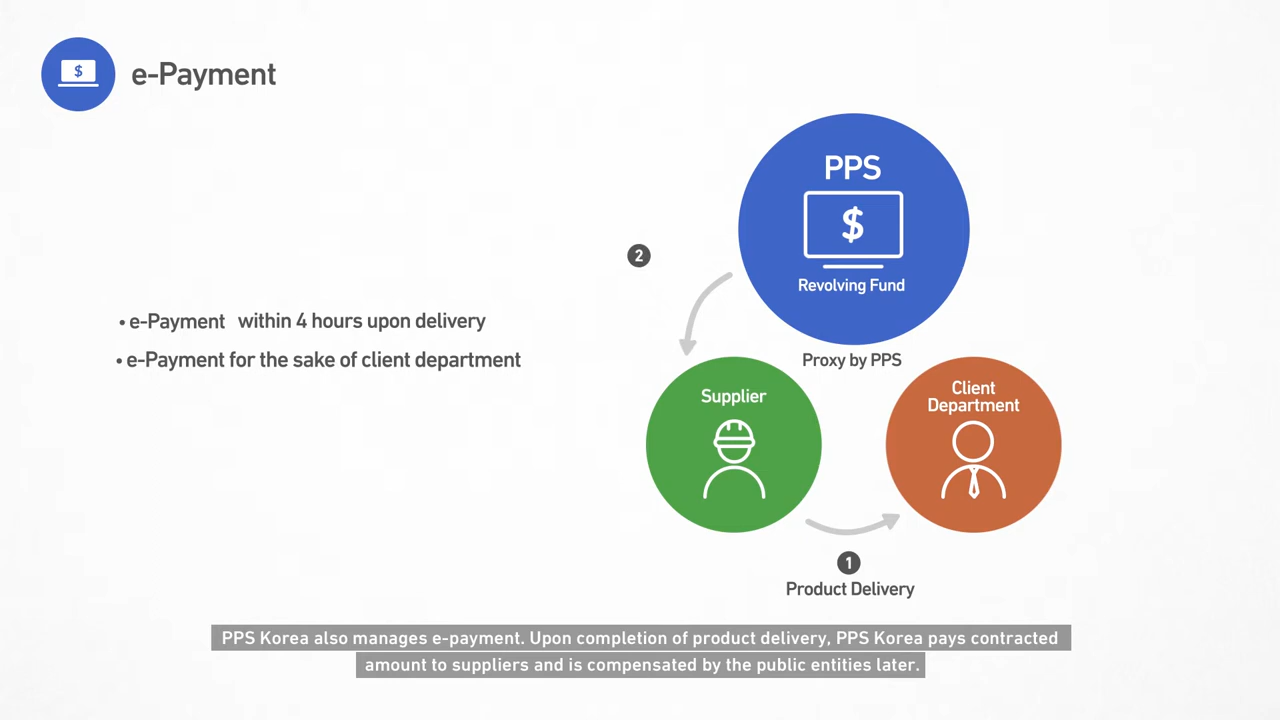 $
e-Payment
PPS
$
Revolving Fund
2
• e-Payment within 4 hours upon delivery
• e-Payment for the sake of client department
Proxy by PPS
Supplier
Client
Department
1
Product Delivery
PPS Korea also manages e-payment. Upon completion of product delivery, PPS Korea pays contracted
amount to suppliers and is compensated by the public entities later.